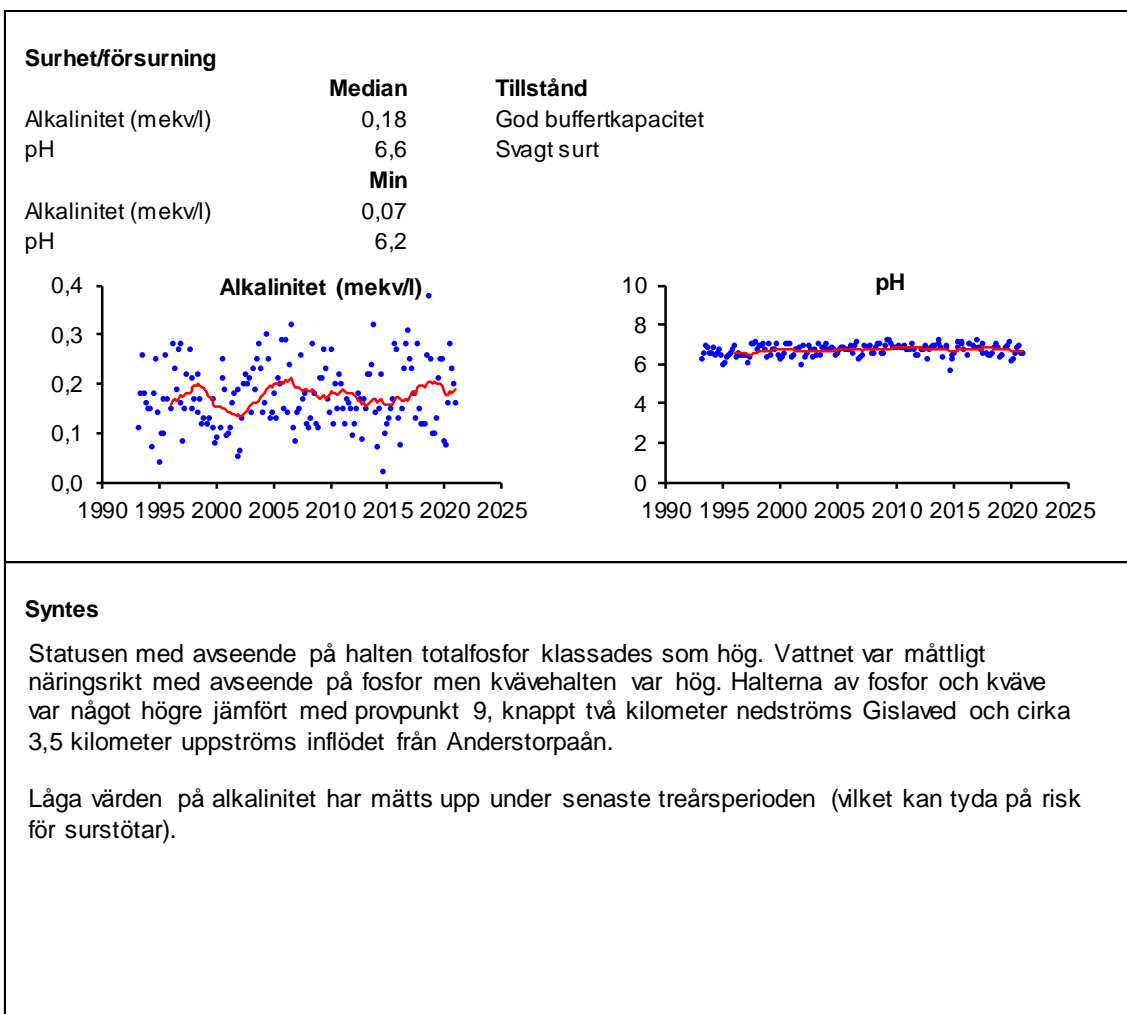 Surhet/försurning
Median Tillstånd
Alkalinitet (mekv/l) 0,18 God buffertkapacitet
pH 6,6 Svagt surt
Min
Alkalinitet (mekv/l) 0,07
pH 6,2
Alkalinitet (mekv/l)
0,4
0,3
0,2
0,1
0,0
1990 1995 2000 2005 2010 2015 2020 2025
pH
10
8
6
4
2
0
1990 1995 2000 2005 2010 2015 2020 2025
Syntes
Statusen med avseende på halten totalfosfor klassades som hög. Vattnet var måttligt
näringsrikt med avseende på fosfor men kvävehalten var hög. Halterna av fosfor och kväve
var något högre jämfört med provpunkt 9, knappt två kilometer nedströms Gislaved och cirka
3,5 kilometer uppströms inflödet från Anderstorpaån.
Låga värden på alkalinitet har mätts upp under senaste treårsperioden (vilket kan tyda på risk
för surstötar).